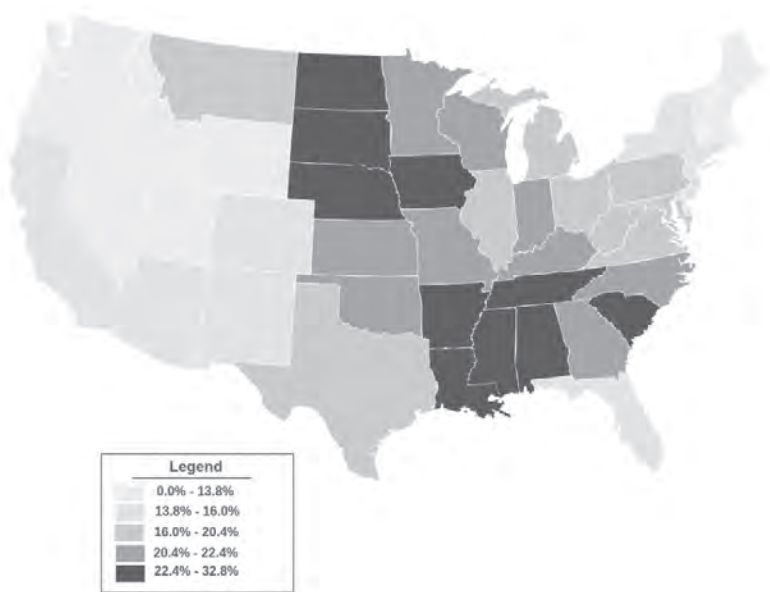 Legend
0.0% - 13.8%
13.8% - 16.0%
16.0% - 20.4%
20.4% - 22.4%
22.4% - 32.8%